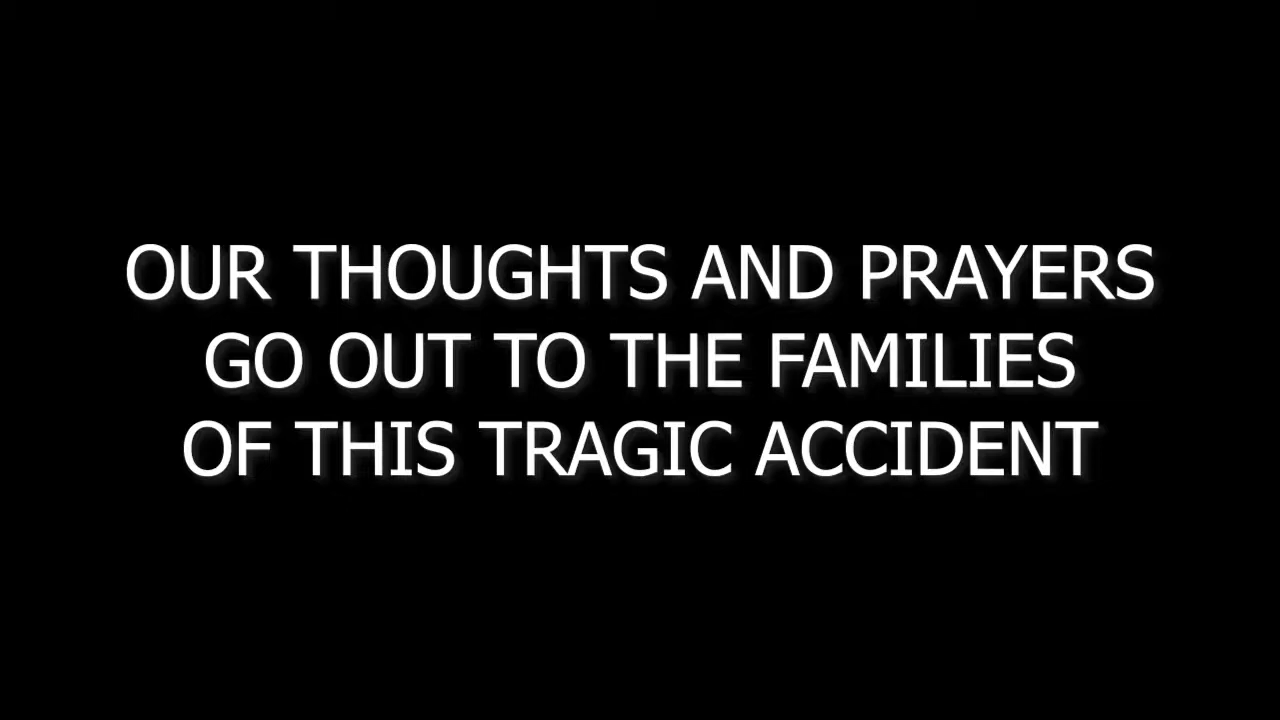 OUR THOUGHTS AND PRAYERS
GO OUT TO THE FAMILIES
OF THIS TRAGIC ACCIDENT